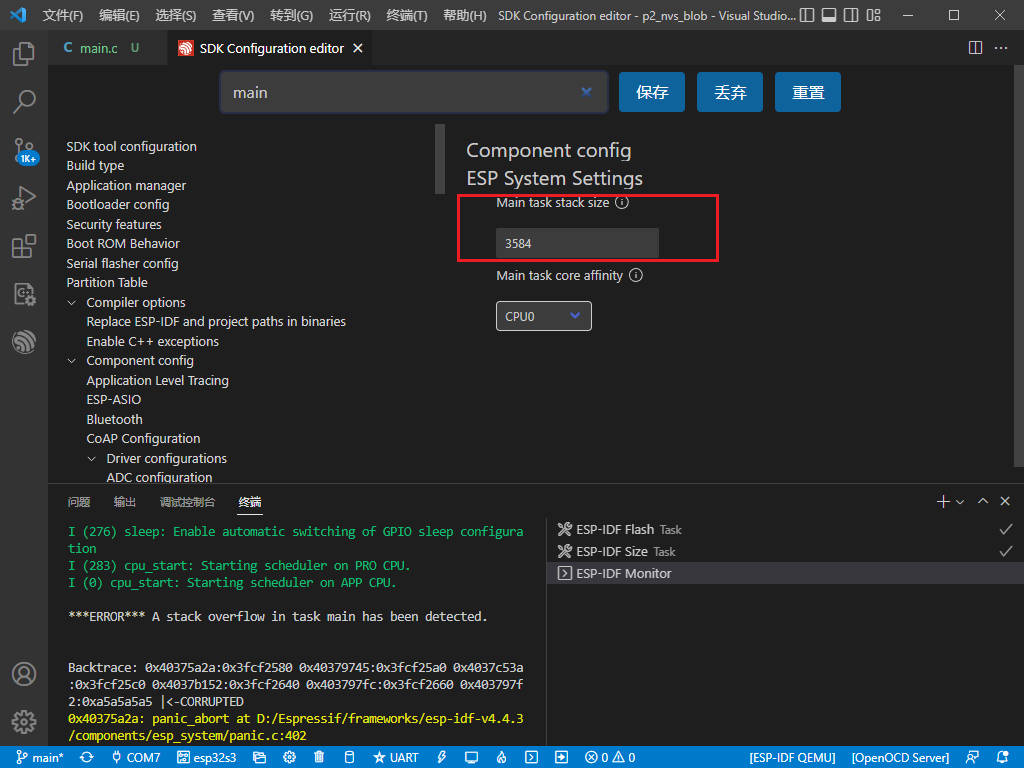 文件(F) 编辑(E) 选择(S) 查看(V) 转到(G) 运行(R) 终端(T) 帮助(H) SDK Configuration editor - p2_nvs_blob - Visual Studio...
C main.c U SDK Configuration editor
main 保存 丢弃 重置
SDK tool configuration
Build type
Application manager
Bootloader config
Security features
Boot ROM Behavior
Serial flasher config
Partition Table
Compiler options
Replace ESP-IDF and project paths in binaries
Enable C++ exceptions
Component config
Application Level Tracing
ESP-ASIO
Bluetooth
CoAP Configuration
Driver configurations
ADC configuration
Component config
ESP System Settings
Main task stack size
3584
Main task core affinity
CPU0
1K+
问题 输出 调试控制台 终端
I (276) sleep: Enable automatic switching of GPIO sleep configura
tion
I (283) cpu_start: Starting scheduler on PRO CPU.
I (0) cpu_start: Starting scheduler on APP CPU.
***ERROR*** A stack overflow in task main has been detected.
Backtrace: 0x40375a2a:0x3fcf2580 0x40379745:0x3fcf25a0 0x4037c53a
:0x3fcf25c0 0x4037b152:0x3fcf2640 0x403797fc:0x3fcf2660 0x403797f
2:0xa5a5a5a5 |<-CORRUPTED
0x40375a2a: panic_abort at D:/Espressif/frameworks/esp-idf-v4.4.3
/components/esp_system/panic.c:402
ESP-IDF Flash Task
ESP-IDF Size Task
ESP-IDF Monitor
main* COM7 esp32s3 UART 0 0 [ESP-IDF QEMU] [OpenOCD Server]